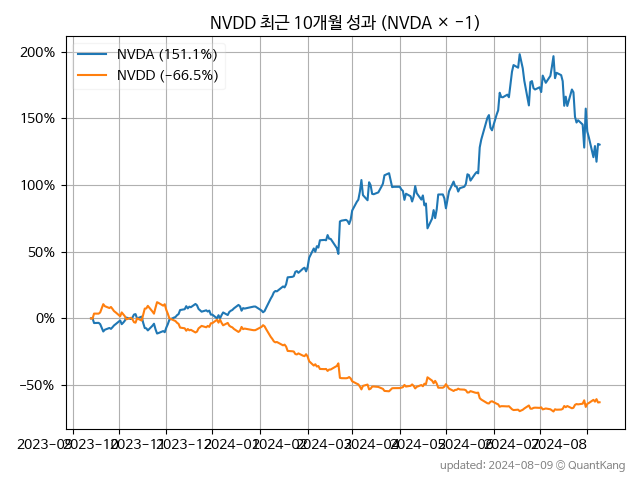 NVDD 최근 10개월 성과 (NVDA × -1)
NVDA (151.1%)
NVDD (-66.5%)
200%
150%
100%
50%
0%
-50%
2023-09 2023-10 2023-11 2023-12 2024-01 2024-02 2024-03 2024-04 2024-05 2024-06 2024-07 2024-08
updated: 2024-08-09 © QuantKang